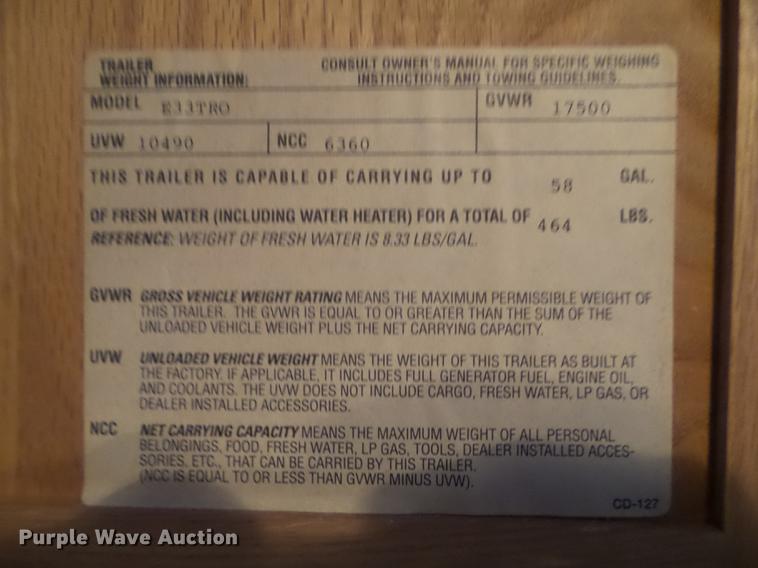 TRAILER
WEIGHT INFORMATION:
CONSULT OWNER'S MANUAL FOR SPECIFIC WEIGHING
INSTRUCTIONS AND TOWING GUIDELINES.
MODEL E33TRO
GVWR 17500
UVW 10490
NCC 6360
THIS TRAILER IS CAPABLE OF CARRYING UP TO 58 GAL.
OF FRESH WATER (INCLUDING WATER HEATER) FOR A TOTAL OF 464 LBS.
REFERENCE: WEIGHT OF FRESH WATER IS 8.33 LBS/GAL.
GVWR GROSS VEHICLE WEIGHT RATING MEANS THE MAXIMUM PERMISSIBLE WEIGHT OF
THIS TRAILER. THE GVWR IS EQUAL TO OR GREATER THAN THE SUM OF THE
UNLOADED VEHICLE WEIGHT PLUS THE NET CARRYING CAPACITY.
UVW UNLOADED VEHICLE WEIGHT MEANS THE WEIGHT OF THIS TRAILER AS BUILT AT
THE FACTORY. IF APPLICABLE, IT INCLUDES FULL GENERATOR FUEL, ENGINE OIL,
AND COOLANTS. THE UVW DOES NOT INCLUDE CARGO, FRESH WATER, LP GAS, OR
DEALER INSTALLED ACCESSORIES.
NCC NET CARRYING CAPACITY MEANS THE MAXIMUM WEIGHT OF ALL PERSONAL
BELONGINGS, FOOD, FRESH WATER, LP GAS, TOOLS, DEALER INSTALLED ACCES-
SORIES, ETC., THAT CAN BE CARRIED BY THIS TRAILER.
(NCC IS EQUAL TO OR LESS THAN GVWR MINUS UVW).
CD-127
Purple Wave Auction